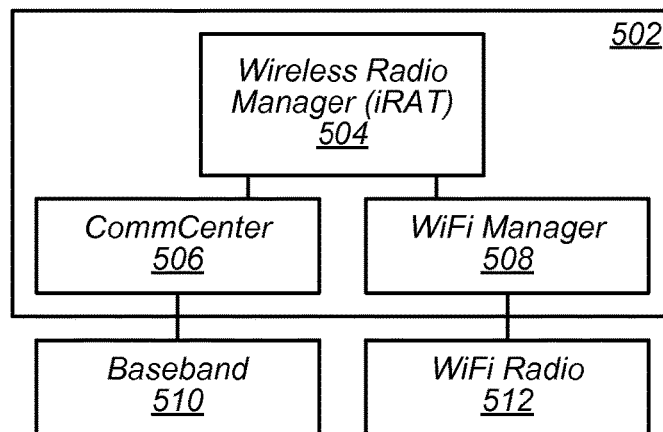 502
Wireless Radio
Manager (iRAT)
504
CommCenter
506
WiFi Manager
508
Baseband
510
WiFi Radio
512